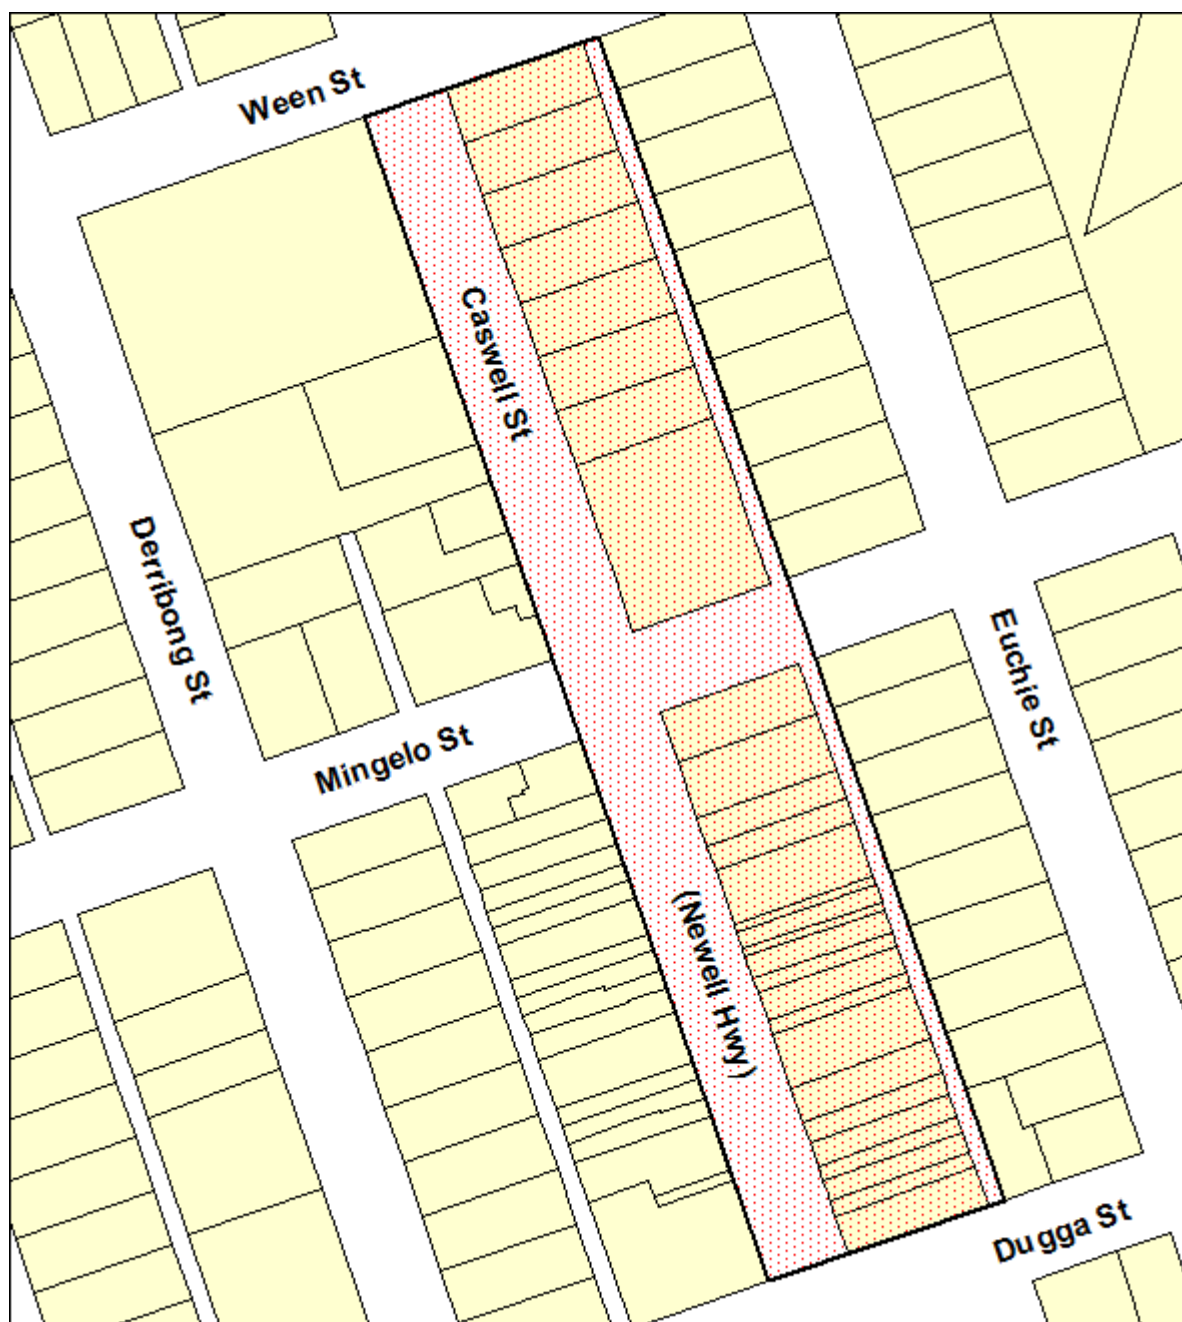 Ween St
Caswell St
Derribong St
Euchie St
Mingelo St
(Newell Hwy)
Dugga St